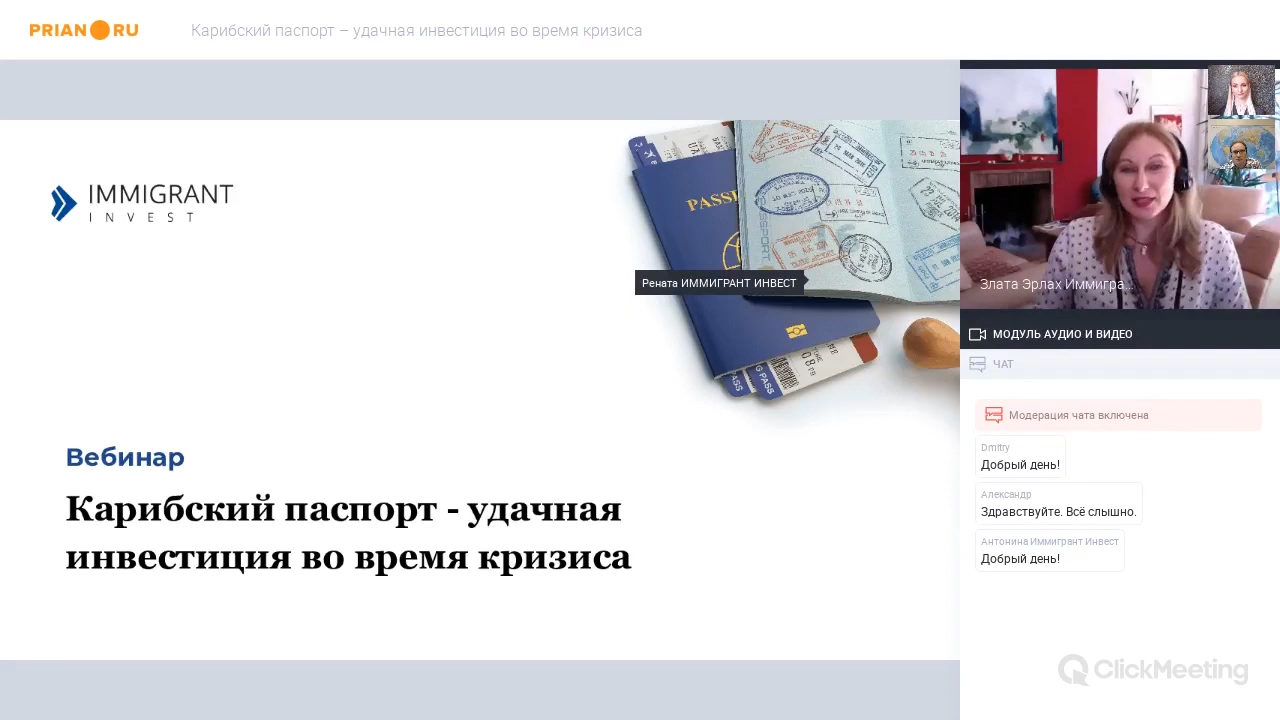 PRIAN RU
Карибский паспорт – удачная инвестиция во время кризиса
IMMIGRANT
INVEST
Рената ИММИГРАНТ ИНВЕСТ
Вебинар
Карибский паспорт - удачная
инвестиция во время кризиса
Злата Эрлах Иммигра...
МОДУЛЬ АУДИО И ВИДЕО
ЧАТ
Модерация чата включена
Dmitry
Добрый день!
Александр
Здравствуйте. Всё слышно.
Антонина Иммигрант Инвест
Добрый день!
ClickMeeting